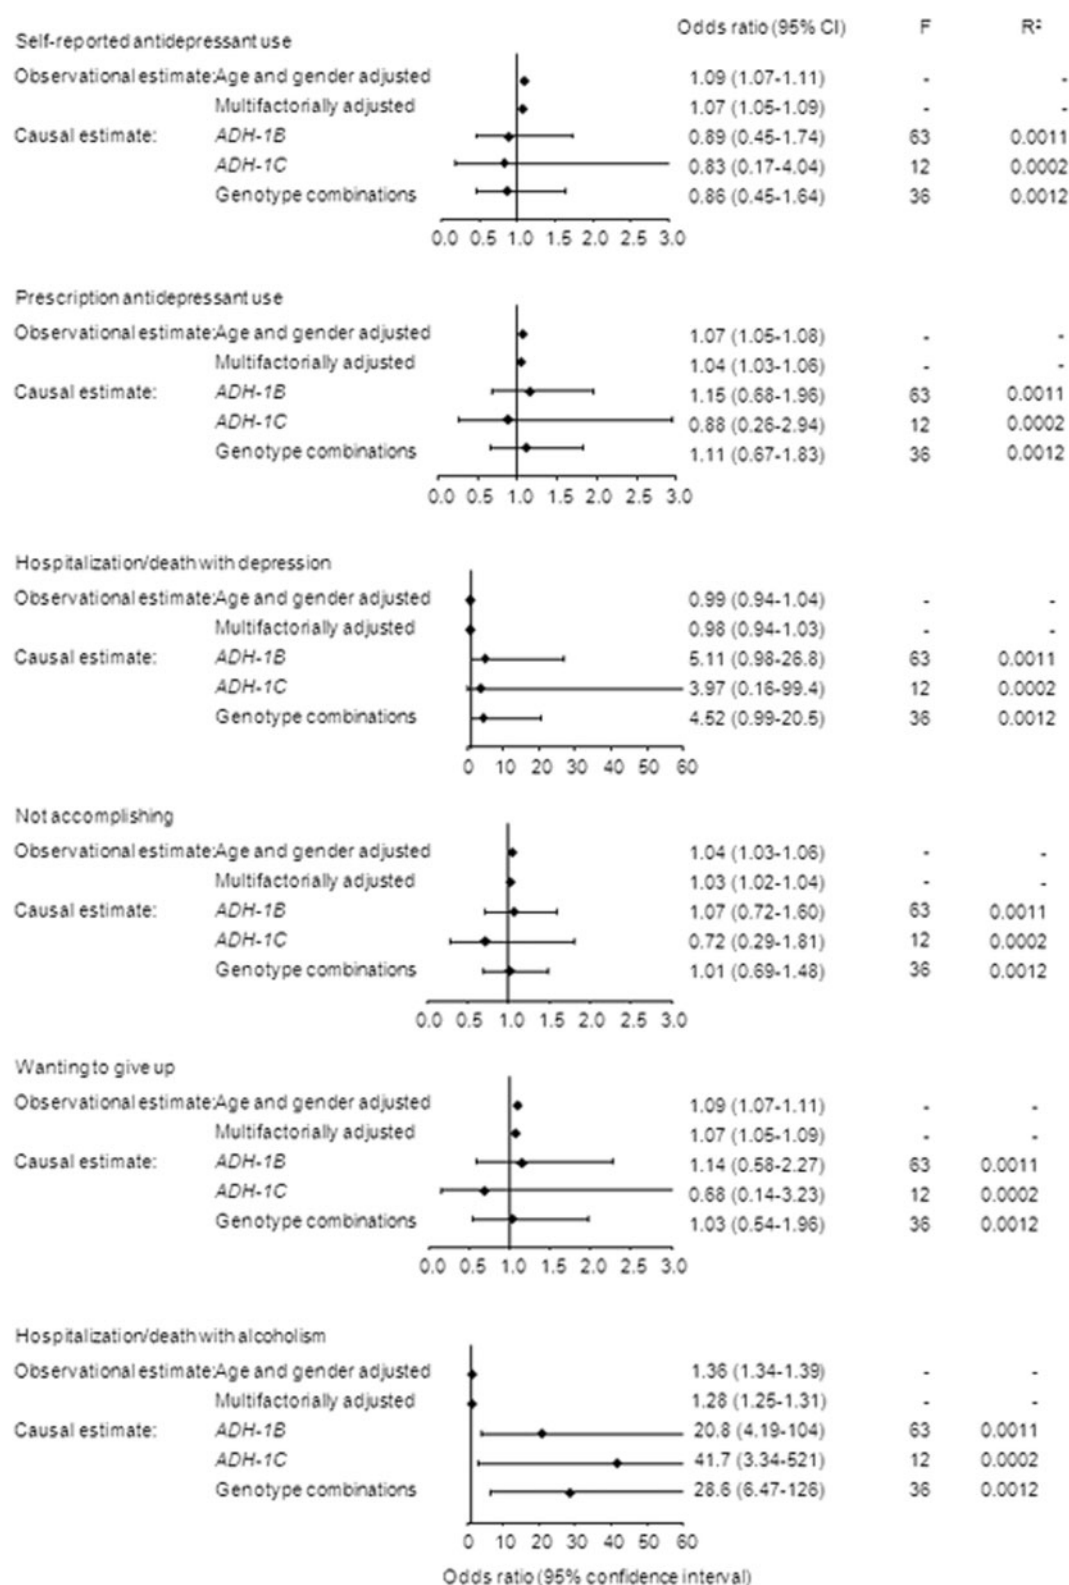 Odds ratio (95% CI) F R²
Self-reported antidepressant use
Observational estimate: Age and gender adjusted 1.09 (1.07-1.11) - -
Multifactorially adjusted 1.07 (1.05-1.09) - -
Causal estimate: ADH-1B 0.89 (0.45-1.74) 63 0.0011
ADH-1C 0.83 (0.17-4.04) 12 0.0002
Genotype combinations 0.86 (0.45-1.64) 36 0.0012
0.0 0.5 1.0 1.5 2.0 2.5 3.0
Prescription antidepressant use
Observational estimate: Age and gender adjusted 1.07 (1.05-1.08) - -
Multifactorially adjusted 1.04 (1.03-1.06) - -
Causal estimate: ADH-1B 1.15 (0.68-1.96) 63 0.0011
ADH-1C 0.88 (0.26-2.94) 12 0.0002
Genotype combinations 1.11 (0.67-1.83) 36 0.0012
0.0 0.5 1.0 1.5 2.0 2.5 3.0
Hospitalization/death with depression
Observational estimate: Age and gender adjusted 0.99 (0.94-1.04) - -
Multifactorially adjusted 0.98 (0.94-1.03) - -
Causal estimate: ADH-1B 5.11 (0.98-26.8) 63 0.0011
ADH-1C 3.97 (0.16-99.4) 12 0.0002
Genotype combinations 4.52 (0.99-20.5) 36 0.0012
0 10 20 30 40 50 60
Not accomplishing
Observational estimate: Age and gender adjusted 1.04 (1.03-1.06) - -
Multifactorially adjusted 1.03 (1.02-1.04) - -
Causal estimate: ADH-1B 1.07 (0.72-1.60) 63 0.0011
ADH-1C 0.72 (0.29-1.81) 12 0.0002
Genotype combinations 1.01 (0.69-1.48) 36 0.0012
0.0 0.5 1.0 1.5 2.0 2.5 3.0
Wanting to give up
Observational estimate: Age and gender adjusted 1.09 (1.07-1.11) - -
Multifactorially adjusted 1.07 (1.05-1.09) - -
Causal estimate: ADH-1B 1.14 (0.58-2.27) 63 0.0011
ADH-1C 0.68 (0.14-3.23) 12 0.0002
Genotype combinations 1.03 (0.54-1.96) 36 0.0012
0.0 0.5 1.0 1.5 2.0 2.5 3.0
Hospitalization/death with alcoholism
Observational estimate: Age and gender adjusted 1.36 (1.34-1.39) - -
Multifactorially adjusted 1.28 (1.25-1.31) - -
Causal estimate: ADH-1B 20.8 (4.19-104) 63 0.0011
ADH-1C 41.7 (3.34-521) 12 0.0002
Genotype combinations 28.6 (6.47-126) 36 0.0012
0 10 20 30 40 50 60
Odds ratio (95% confidence interval)